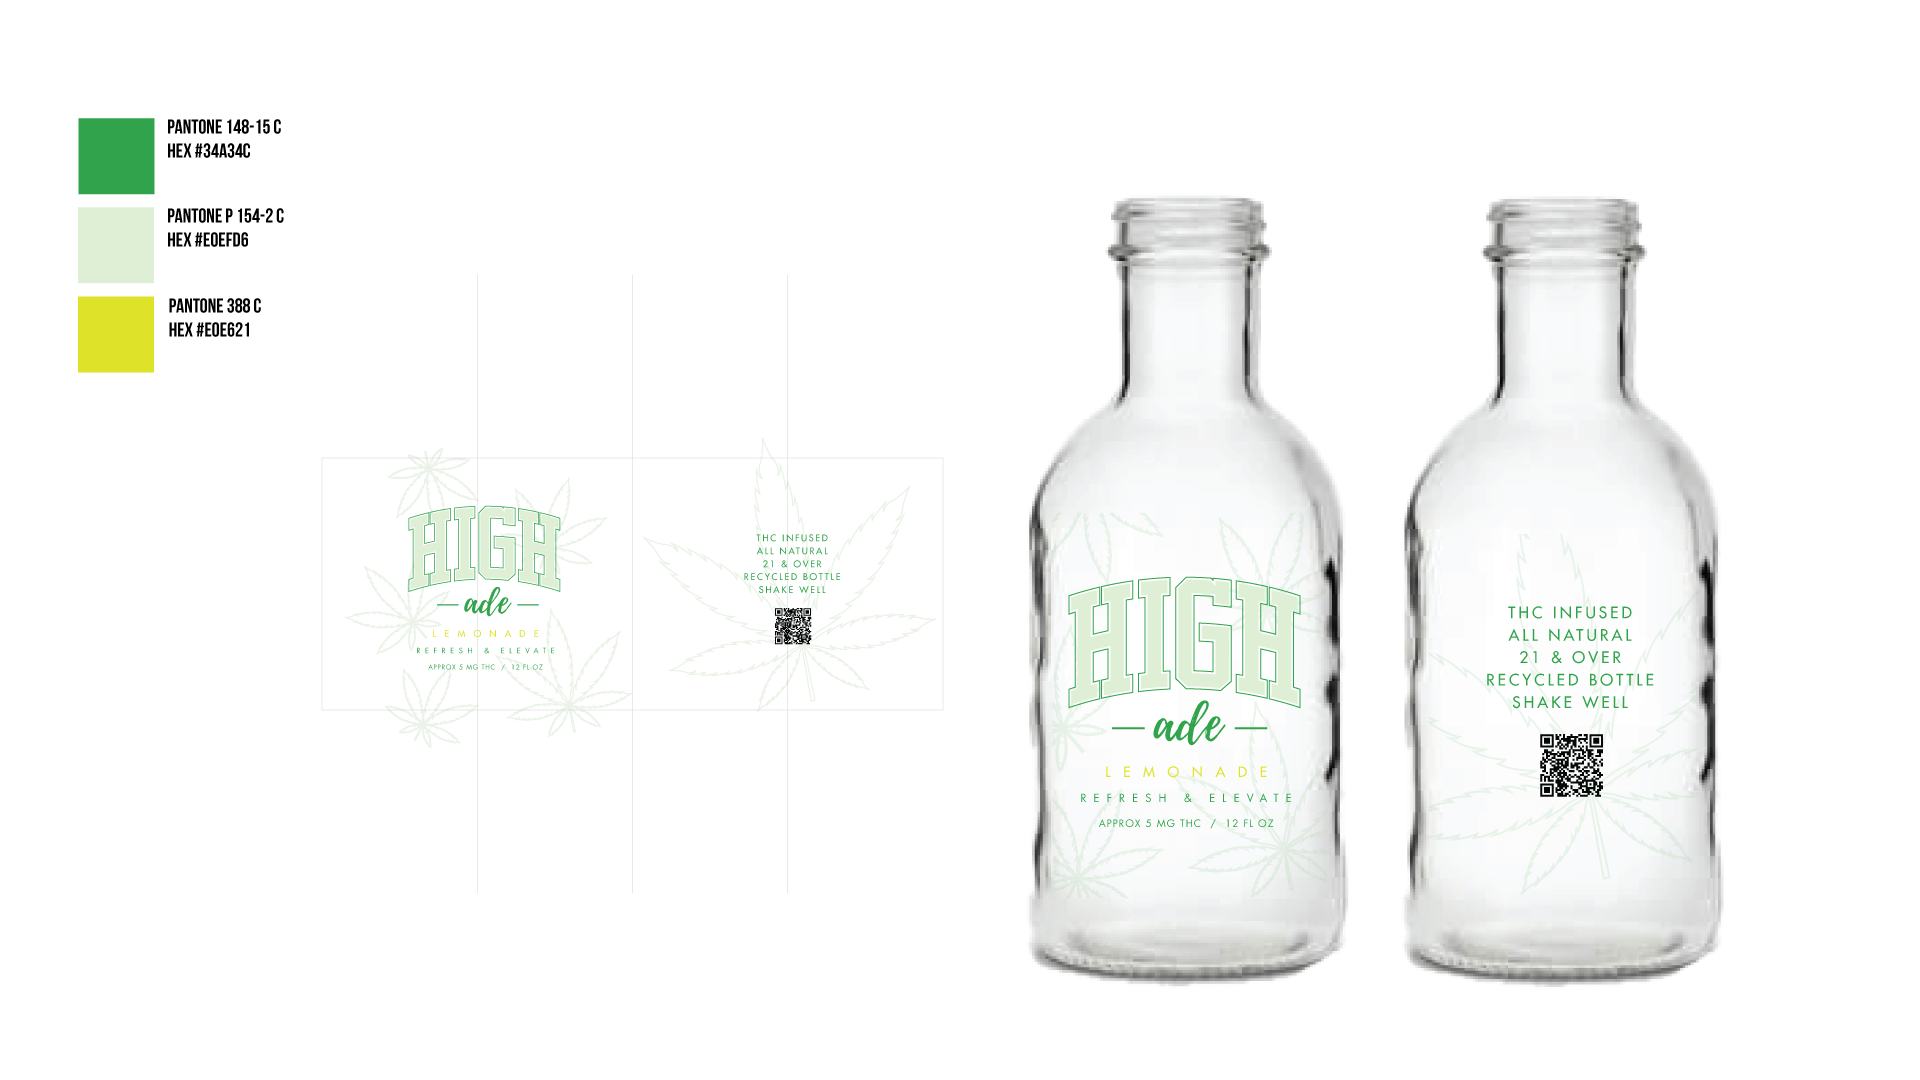 PANTONE 148-15 C
HEX #34A34C
PANTONE P 154-2 C
HEX #E0EFD6
PANTONE 388 C
HEX #E0E621
HIGH
ade
LEMONADE
REFRESH & ELEVATE
APPROX 5 MG THC / 12 FL OZ
THC INFUSED
ALL NATURAL
21 & OVER
RECYCLED BOTTLE
SHAKE WELL
HIGH
ade
LEMONADE
REFRESH & ELEVATE
APPROX 5 MG THC / 12 FL OZ
THC INFUSED
ALL NATURAL
21 & OVER
RECYCLED BOTTLE
SHAKE WELL